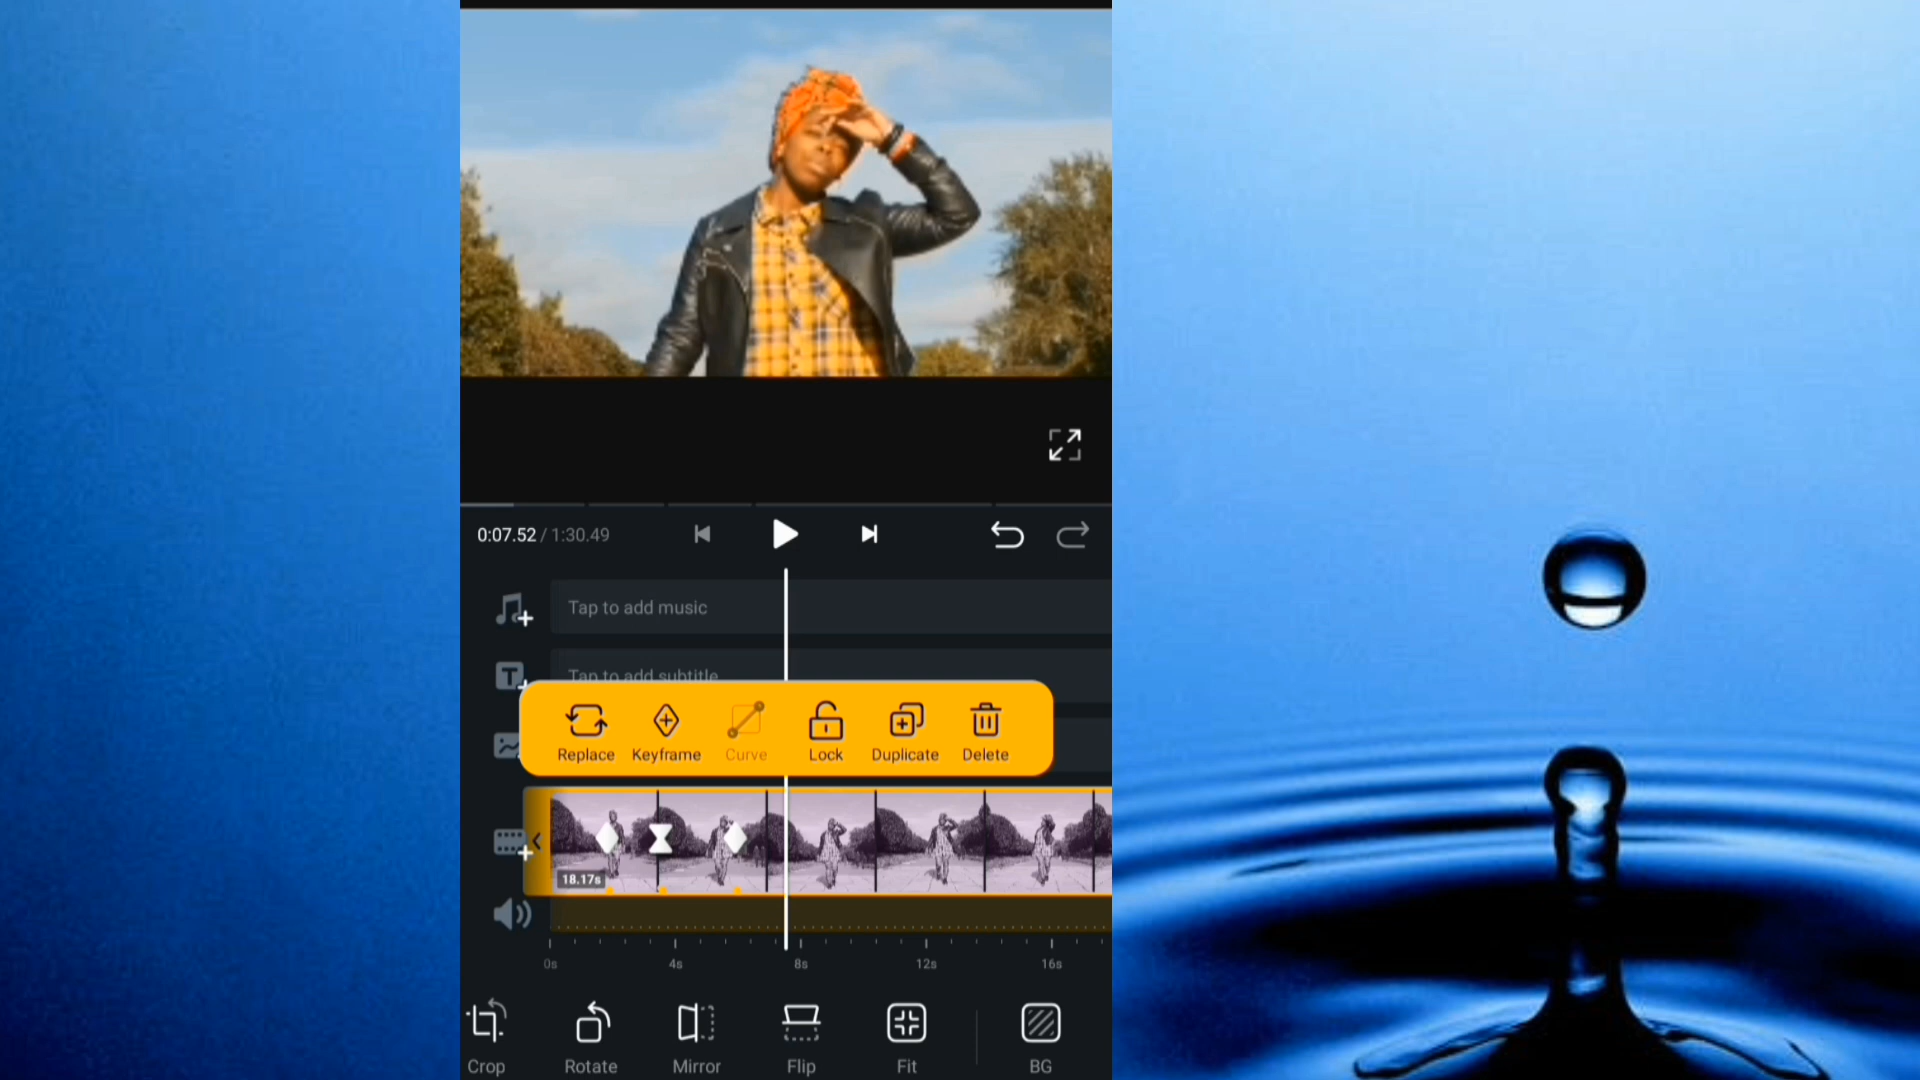 0:07.52 / 1:30.49
Tap to add music
Tap to add subtitle
Replace Keyframe Curve Lock Duplicate Delete
18.17s
0s 4s 8s 12s 16s
Crop Rotate Mirror Flip Fit BG